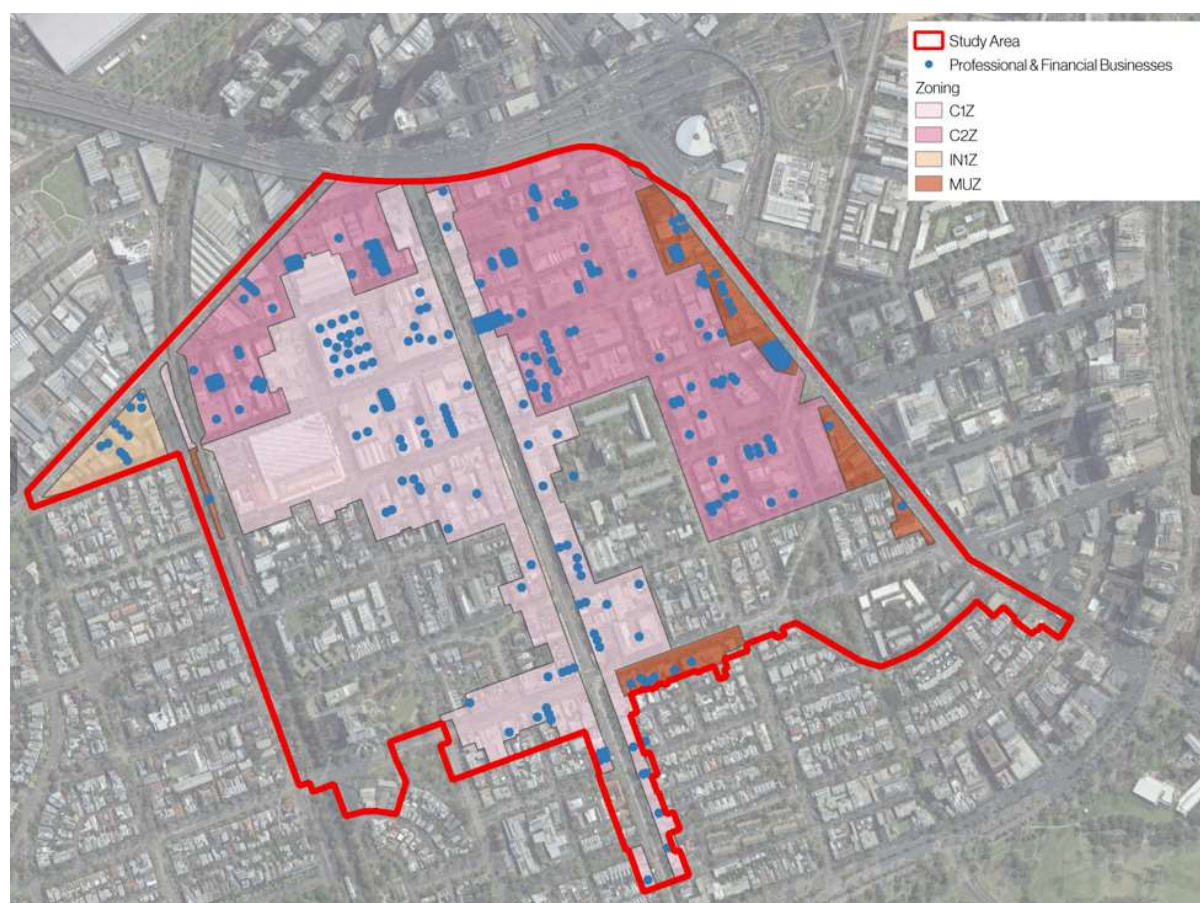 Study Area
Professional & Financial Businesses
Zoning
C1Z
C2Z
IN1Z
MUZ